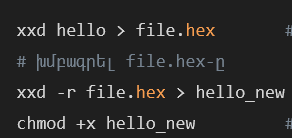 xxd hello > file.hex #
# խմբագրել file.hex-ը
xxd -r file.hex > hello_new
chmod +x hello_new #